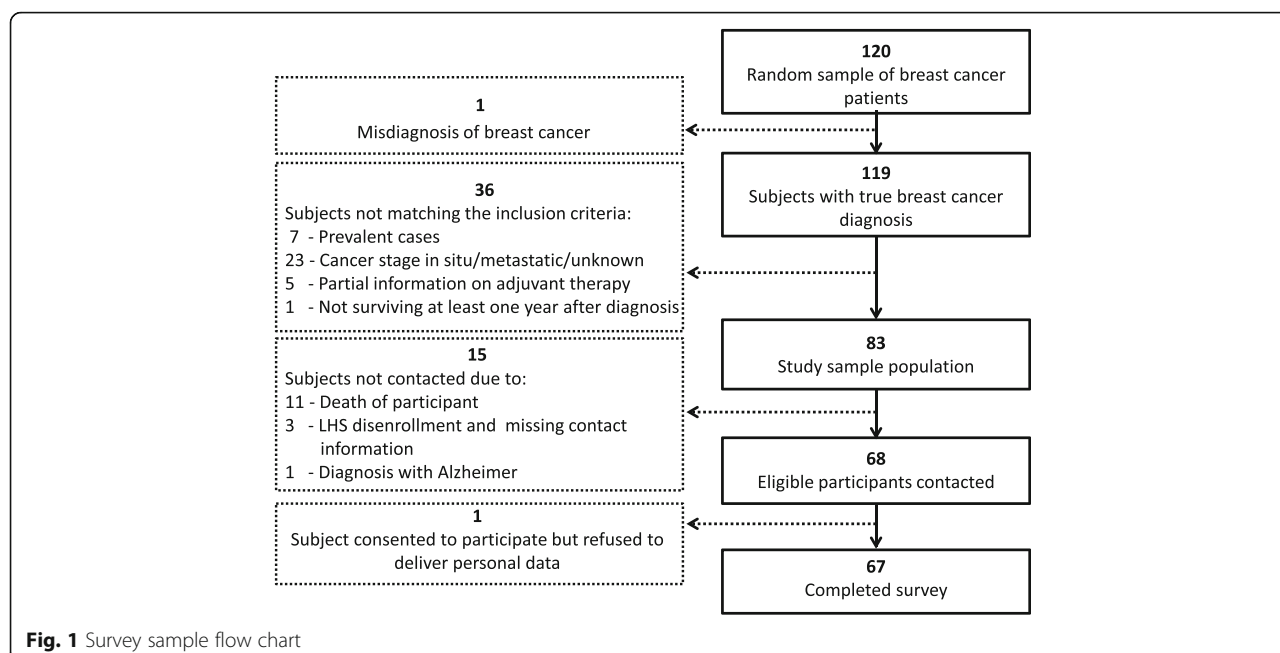 120
Random sample of breast cancer
patients
1
Misdiagnosis of breast cancer
119
Subjects with true breast cancer
diagnosis
36
Subjects not matching the inclusion criteria:
7 - Prevalent cases
23 - Cancer stage in situ/metastatic/unknown
5 - Partial information on adjuvant therapy
1 - Not surviving at least one year after diagnosis
83
Study sample population
15
Subjects not contacted due to:
11 - Death of participant
3 - LHS disenrollment and missing contact
information
1 - Diagnosis with Alzheimer
68
Eligible participants contacted
1
Subject consented to participate but refused to
deliver personal data
67
Completed survey
Fig. 1 Survey sample flow chart